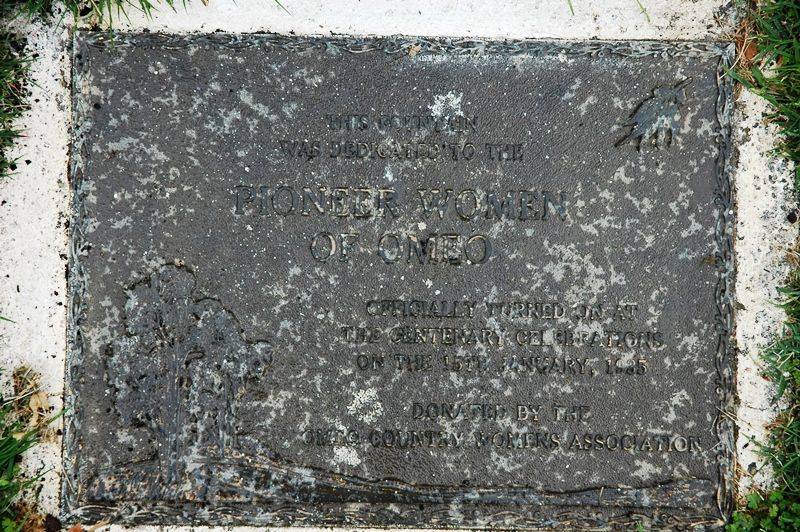 THIS FOUNTAIN
WAS DEDICATED TO THE
PIONEER WOMEN
OF OMEO
OFFICIALLY TURNED ON AT
THE CENTENARY CELEBRATIONS
ON THE 15TH JANUARY,
DONATED BY THE
OMEO COUNTRY WOMENS ASSOCIATION